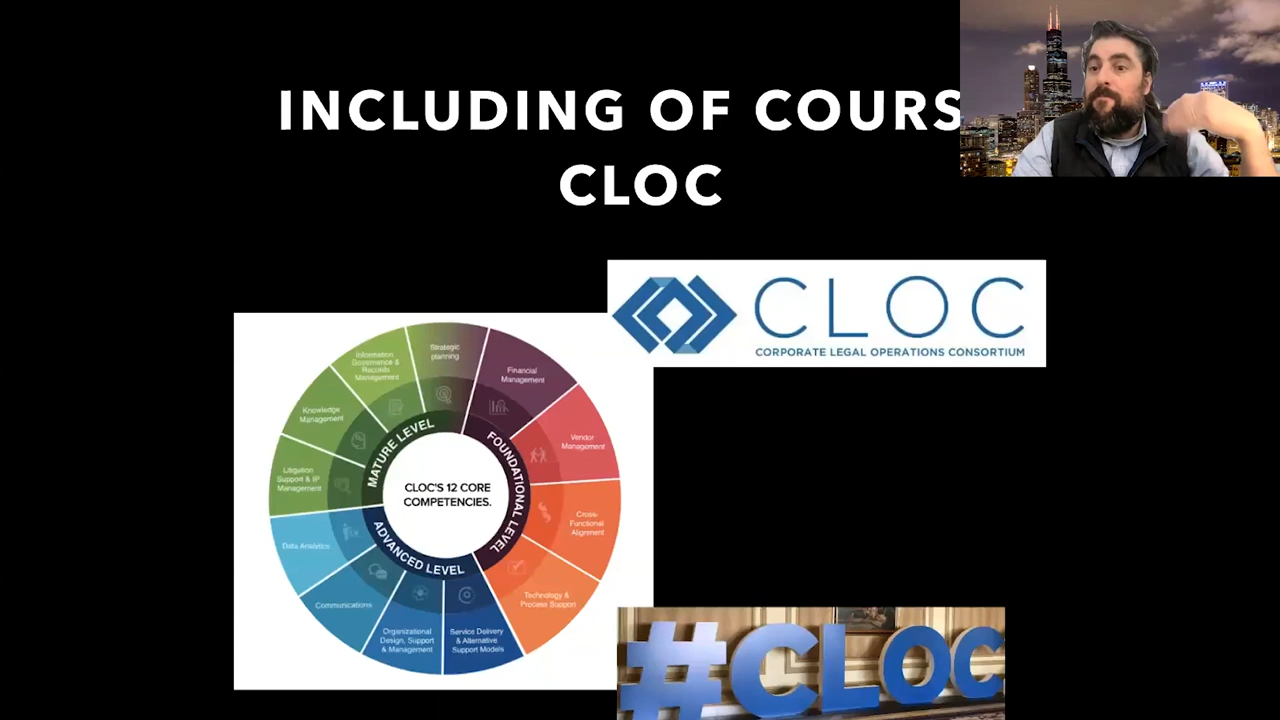 INCLUDING OF COURS
CLOC
CLOC
CORPORATE LEGAL OPERATIONS CONSORTIUM
Strategic
planning
Financial
Management
Vendor
Management
Cross-
Functional
Alignment
Technology &
Process Support
Service Delivery
& Alternative
Support Models
Organizational
Design, Support
& Management
Communications
Data Analytics
Litigation
Support & IP
Management
Knowledge
Management
Information
Governance &
Records
Management
MATURE LEVEL
FOUNDATIONAL LEVEL
ADVANCED LEVEL
CLOC'S 12 CORE
COMPETENCIES.
#CLOC